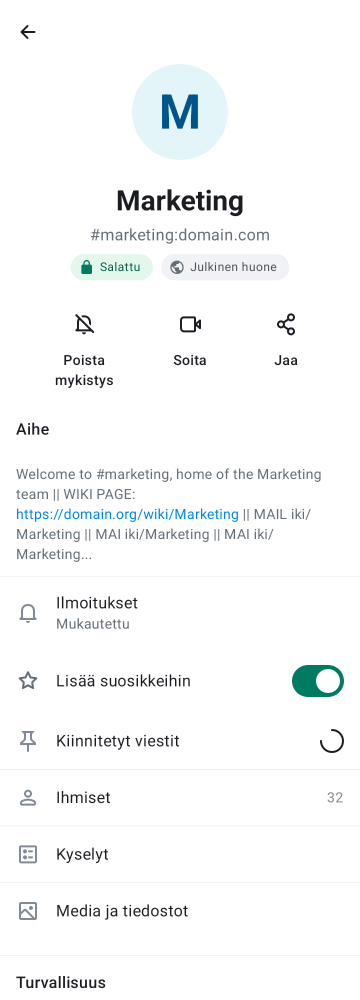 M
Marketing
#marketing:domain.com
Salattu
Julkinen huone
Poista
mykistys
Soita
Jaa
Aihe
Welcome to #marketing, home of the Marketing
team || WIKI PAGE:
https://domain.org/wiki/Marketing || MAIL iki/
Marketing || MAI iki/Marketing || MAI iki/
Marketing...
Ilmoitukset
Mukautettu
Lisää suosikkeihin
Kiinnitetyt viestit
Ihmiset
32
Kyselyt
Media ja tiedostot
Turvallisuus